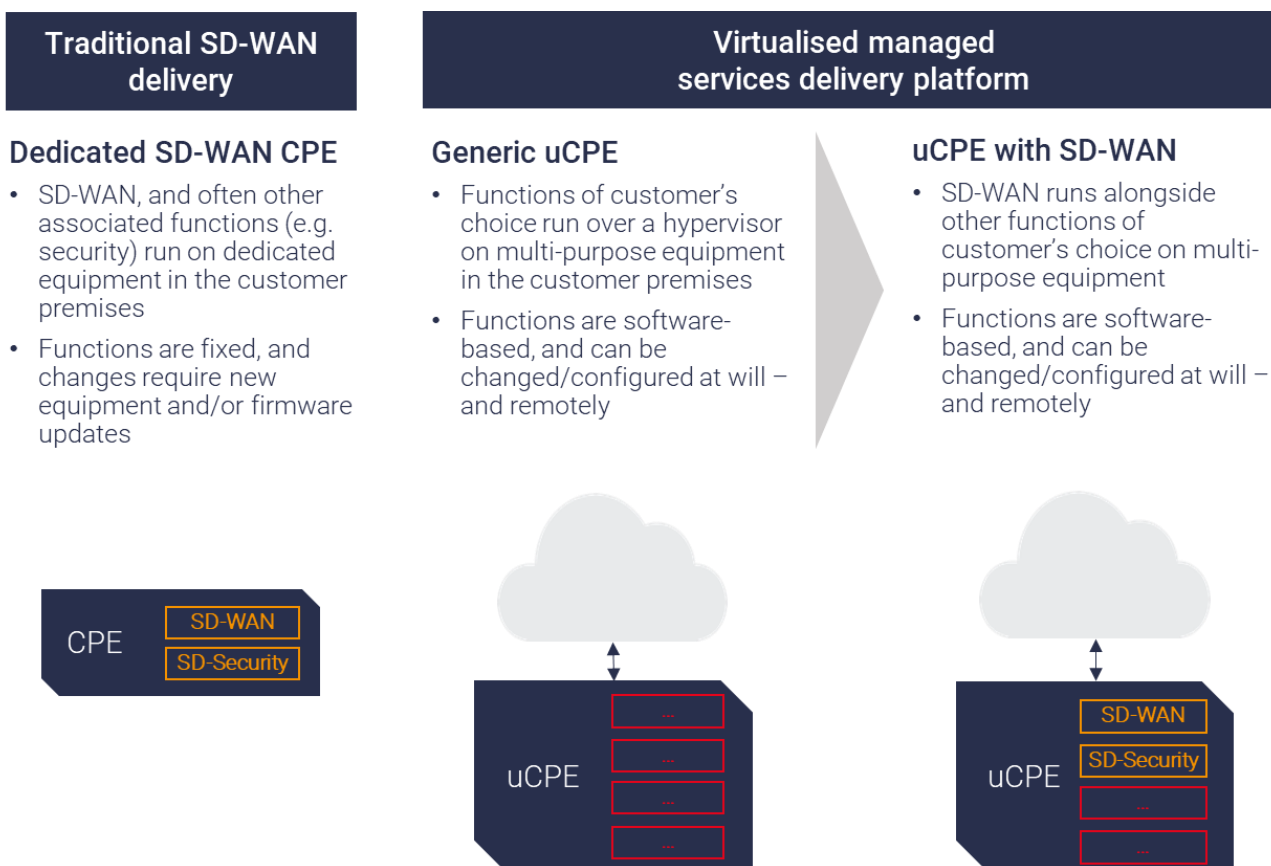 Traditional SD-WAN
delivery
Virtualised managed
services delivery platform
Dedicated SD-WAN CPE
• SD-WAN, and often other
associated functions (e.g.
security) run on dedicated
equipment in the customer
premises
• Functions are fixed, and
changes require new
equipment and/or firmware
updates
Generic uCPE
• Functions of customer’s
choice run over a hypervisor
on multi-purpose equipment
in the customer premises
• Functions are software-
based, and can be
changed/configured at will –
and remotely
uCPE with SD-WAN
• SD-WAN runs alongside
other functions of
customer’s choice on multi-
purpose equipment
• Functions are software-
based, and can be
changed/configured at will –
and remotely
CPE
SD-WAN
SD-Security
uCPE
...
...
...
...
uCPE
SD-WAN
SD-Security
...
...